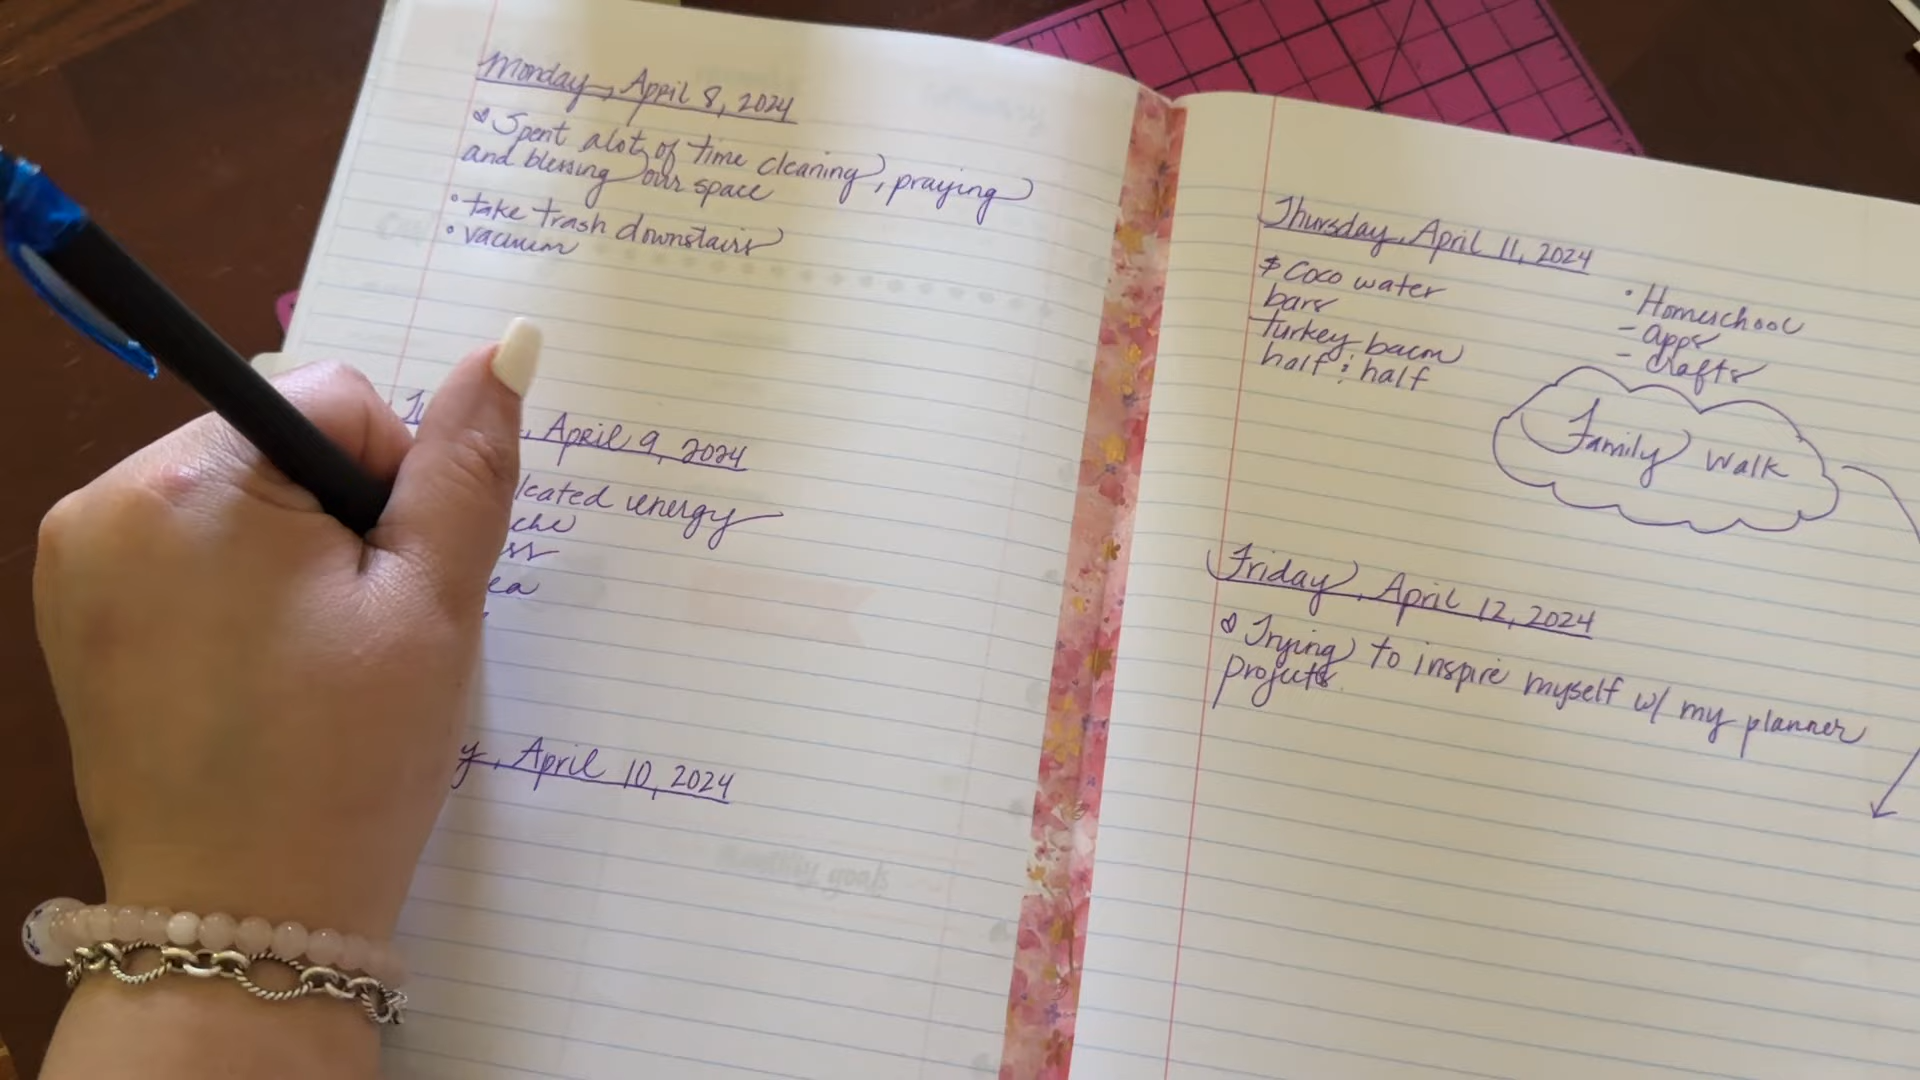 Monday, April 8, 2024
Spent alot of time cleaning, praying
and blessing our space
• take trash downstairs
• vacuum
April 9, 2024
energy
April 10, 2024
monthly goals
Thursday, April 11, 2024
$ Coco water
bars
turkey bacon
half & half
• Homeschool
- apps
- crafts
Family Walk
Friday, April 12, 2024
Trying to inspire myself w/ my planner
projects.